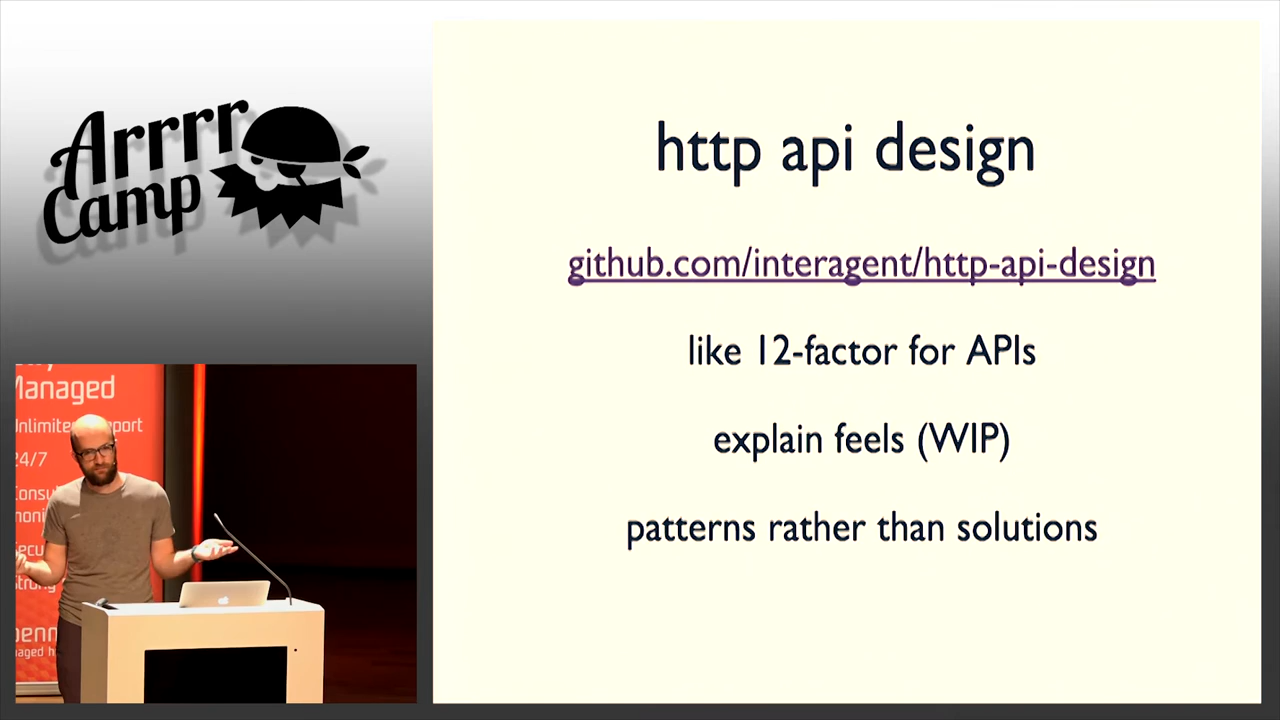 Arrrr
Camp
http api design
github.com/interagent/http-api-design
like 12-factor for APIs
explain feels (WIP)
patterns rather than solutions
Managed
24/7